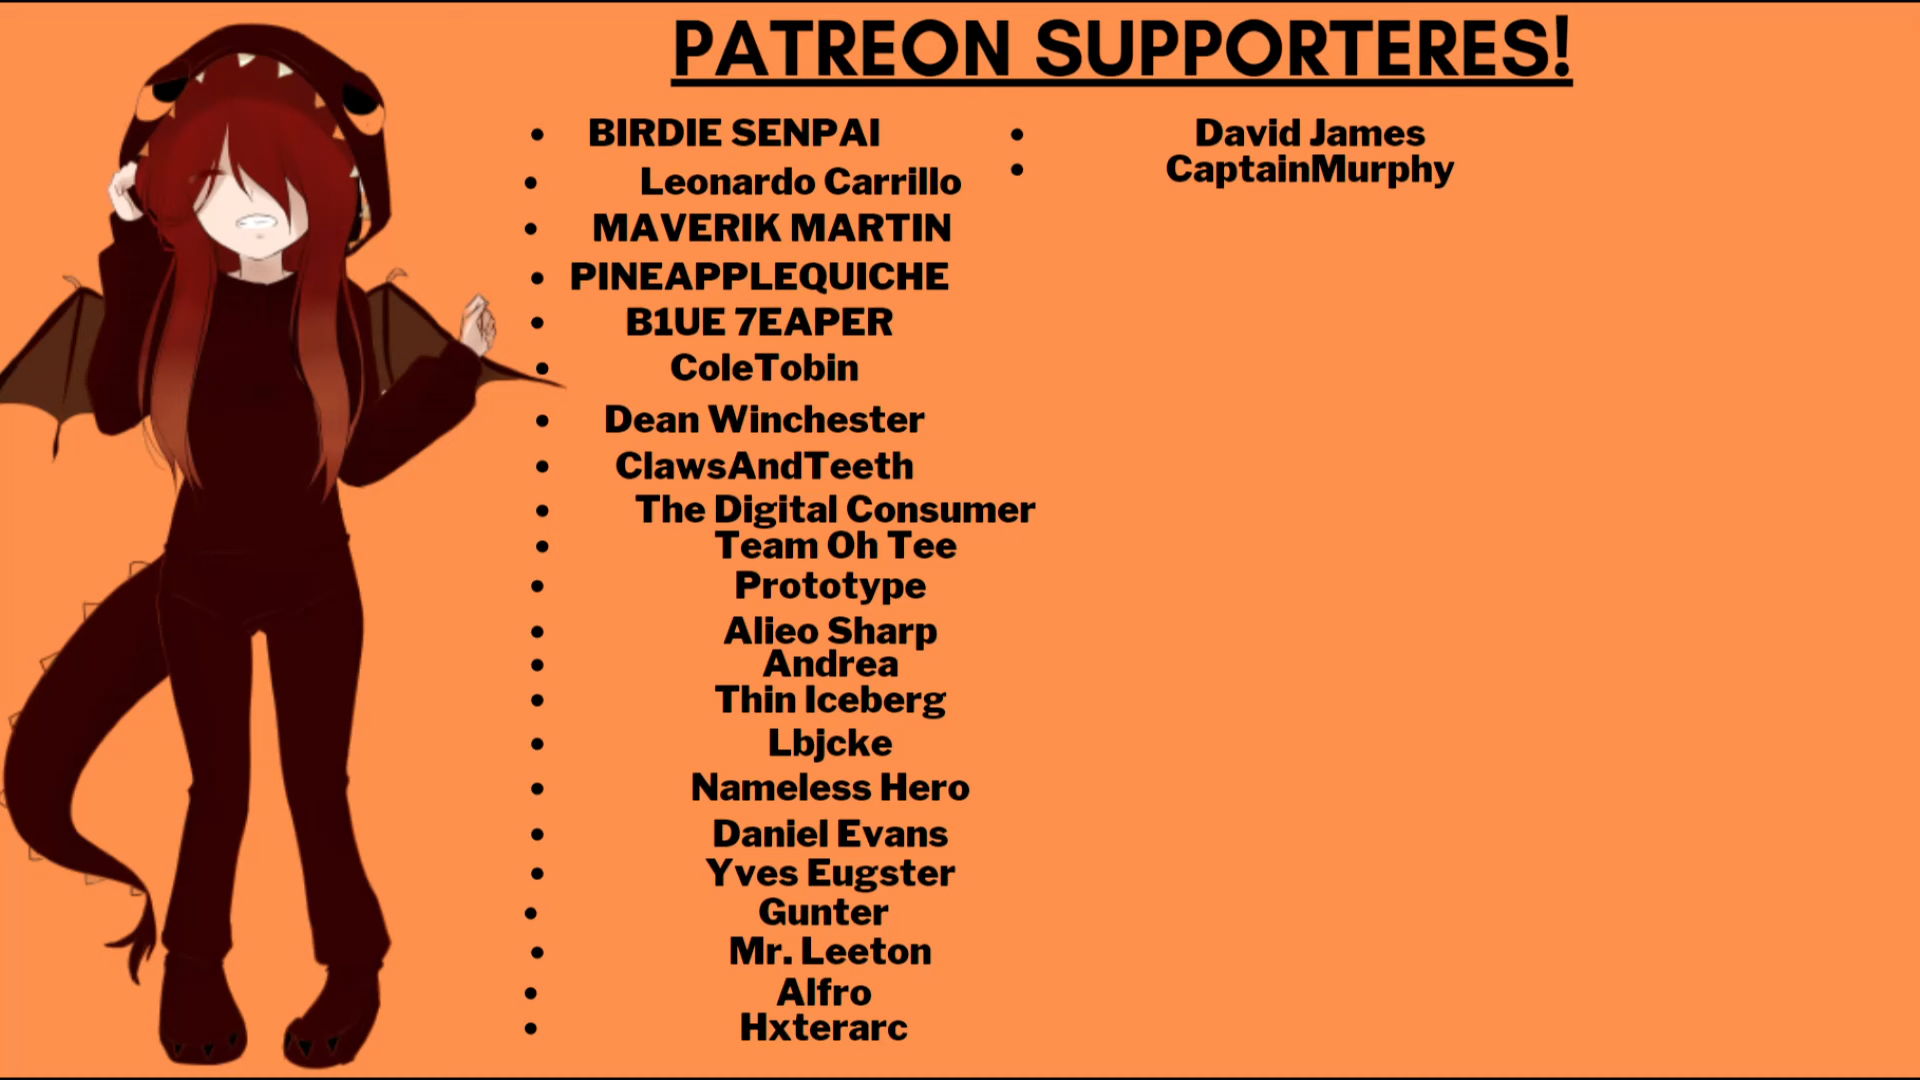 PATREON SUPPORTERES!
• BIRDIE SENPAI
• Leonardo Carrillo
• MAVERIK MARTIN
• PINEAPPLEQUICHE
• B1UE 7EAPER
• ColeTobin
• Dean Winchester
• ClawsAndTeeth
• The Digital Consumer
• Team Oh Tee
• Prototype
• Alieo Sharp
• Andrea
• Thin Iceberg
• Lbjcke
• Nameless Hero
• Daniel Evans
• Yves Eugster
• Gunter
• Mr. Leeton
• Alfro
• Hxterarc
• David James
• CaptainMurphy